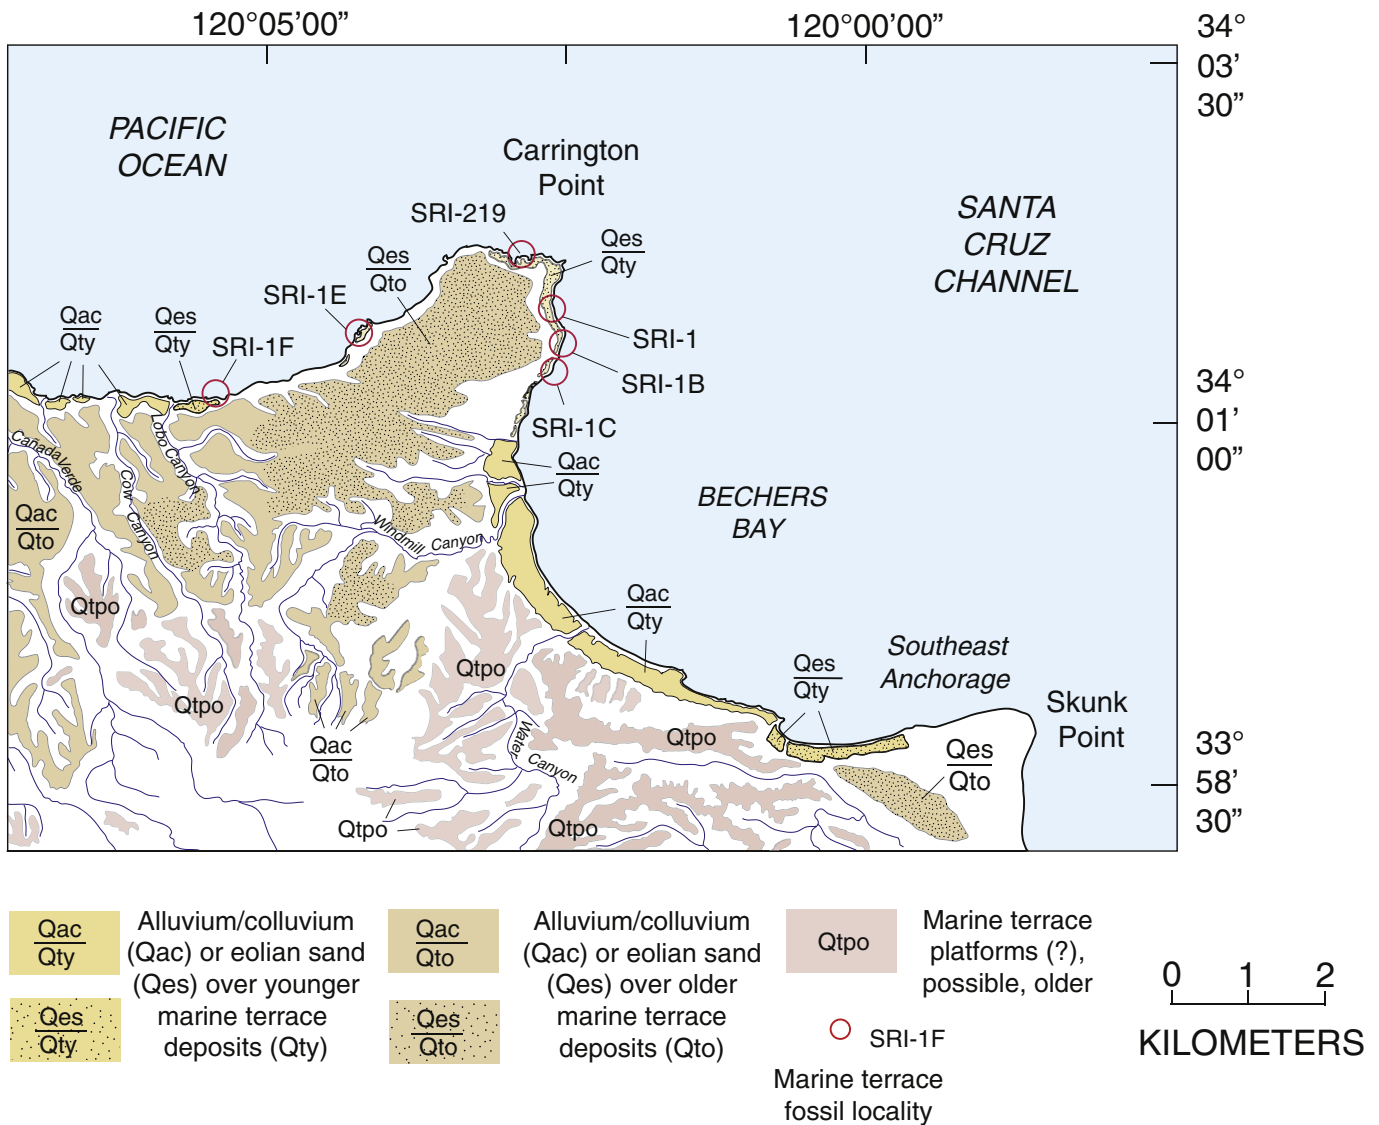 120°05'00”
120°00'00”
34°
03'
30”
PACIFIC
OCEAN
Carrington
Point
SANTA
CRUZ
CHANNEL
SRI-219
Qes
Qty
Qes
Qto
SRI-1E
Qac
Qty
Qes
Qty
SRI-1F
SRI-1
SRI-1B
SRI-1C
34°
01'
00”
Cañada Verde
Lobo Canyon
Cow Canyon
Qac
Qty
BECHERS
BAY
Qac
Qto
Windmill Canyon
Qtpo
Qac
Qty
Southeast
Anchorage
Qtpo
Qes
Qty
Skunk
Point
Qtpo
Qac
Qto
Water Canyon
Qtpo
Qes
Qto
33°
58'
30”
Qtpo
Qtpo
Qac
Qty
Alluvium/colluvium
(Qac) or eolian sand
(Qes) over younger
marine terrace
deposits (Qty)
Qes
Qty
Qac
Qto
Alluvium/colluvium
(Qac) or eolian sand
(Qes) over older
marine terrace
deposits (Qto)
Qes
Qto
Qtpo
Marine terrace
platforms (?),
possible, older
SRI-1F
Marine terrace
fossil locality
0 1 2
KILOMETERS